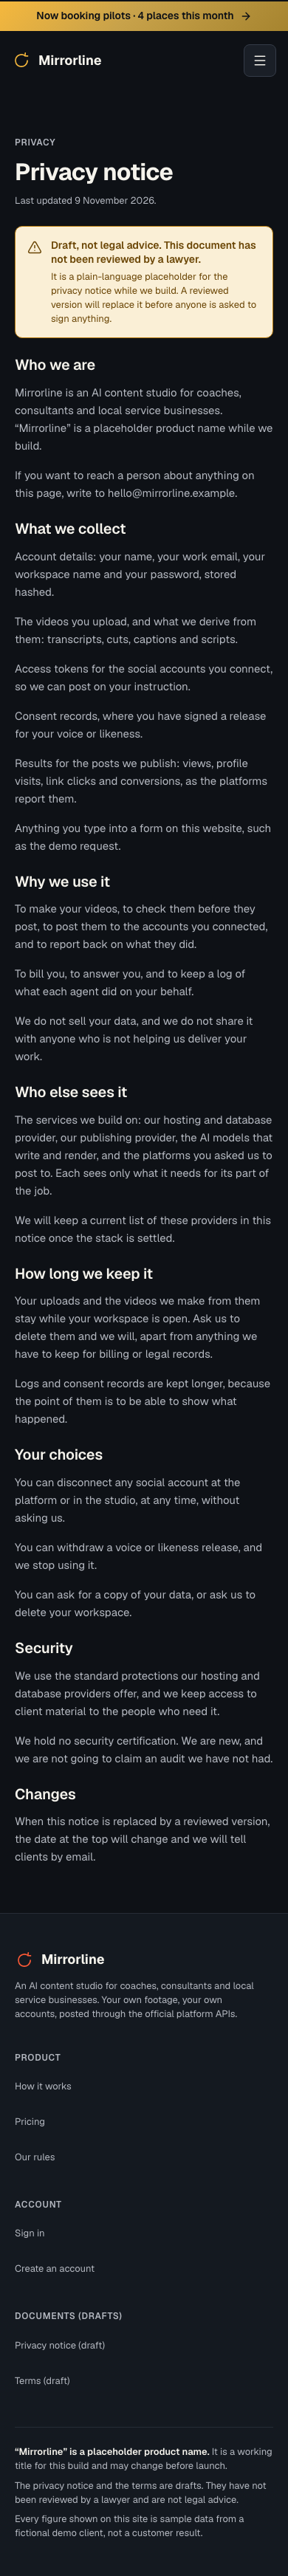 Now booking pilots · 4 places this month →
Mirrorline
PRIVACY
Privacy notice
Last updated 9 November 2026.
Draft, not legal advice. This document has
not been reviewed by a lawyer.
It is a plain-language placeholder for the
privacy notice while we build. A reviewed
version will replace it before anyone is asked to
sign anything.
Who we are
Mirrorline is an AI content studio for coaches,
consultants and local service businesses.
“Mirrorline” is a placeholder product name while we
build.
If you want to reach a person about anything on
this page, write to hello@mirrorline.example.
What we collect
Account details: your name, your work email, your
workspace name and your password, stored
hashed.
The videos you upload, and what we derive from
them: transcripts, cuts, captions and scripts.
Access tokens for the social accounts you connect,
so we can post on your instruction.
Consent records, where you have signed a release
for your voice or likeness.
Results for the posts we publish: views, profile
visits, link clicks and conversions, as the platforms
report them.
Anything you type into a form on this website, such
as the demo request.
Why we use it
To make your videos, to check them before they
post, to post them to the accounts you connected,
and to report back on what they did.
To bill you, to answer you, and to keep a log of
what each agent did on your behalf.
We do not sell your data, and we do not share it
with anyone who is not helping us deliver your
work.
Who else sees it
The services we build on: our hosting and database
provider, our publishing provider, the AI models that
write and render, and the platforms you asked us to
post to. Each sees only what it needs for its part of
the job.
We will keep a current list of these providers in this
notice once the stack is settled.
How long we keep it
Your uploads and the videos we make from them
stay while your workspace is open. Ask us to
delete them and we will, apart from anything we
have to keep for billing or legal records.
Logs and consent records are kept longer, because
the point of them is to be able to show what
happened.
Your choices
You can disconnect any social account at the
platform or in the studio, at any time, without
asking us.
You can withdraw a voice or likeness release, and
we stop using it.
You can ask for a copy of your data, or ask us to
delete your workspace.
Security
We use the standard protections our hosting and
database providers offer, and we keep access to
client material to the people who need it.
We hold no security certification. We are new, and
we are not going to claim an audit we have not had.
Changes
When this notice is replaced by a reviewed version,
the date at the top will change and we will tell
clients by email.
Mirrorline
An AI content studio for coaches, consultants and local
service businesses. Your own footage, your own
accounts, posted through the official platform APIs.
PRODUCT
How it works
Pricing
Our rules
ACCOUNT
Sign in
Create an account
DOCUMENTS (DRAFTS)
Privacy notice (draft)
Terms (draft)
“Mirrorline” is a placeholder product name. It is a working
title for this build and may change before launch.
The privacy notice and the terms are drafts. They have not
been reviewed by a lawyer and are not legal advice.
Every figure shown on this site is sample data from a
fictional demo client, not a customer result.